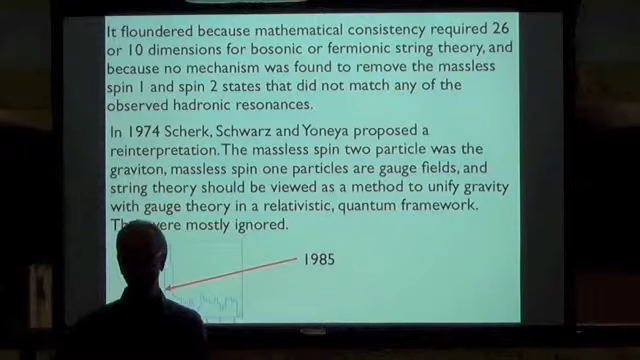 It floundered because mathematical consistency required 26
or 10 dimensions for bosonic or fermionic string theory, and
because no mechanism was found to remove the massless
spin 1 and spin 2 states that did not match any of the
observed hadronic resonances.
In 1974 Scherk, Schwarz and Yoneya proposed a
reinterpretation. The massless spin two particle was the
graviton, massless spin one particles are gauge fields, and
string theory should be viewed as a method to unify gravity
with gauge theory in a relativistic, quantum framework.
were mostly ignored.
1985